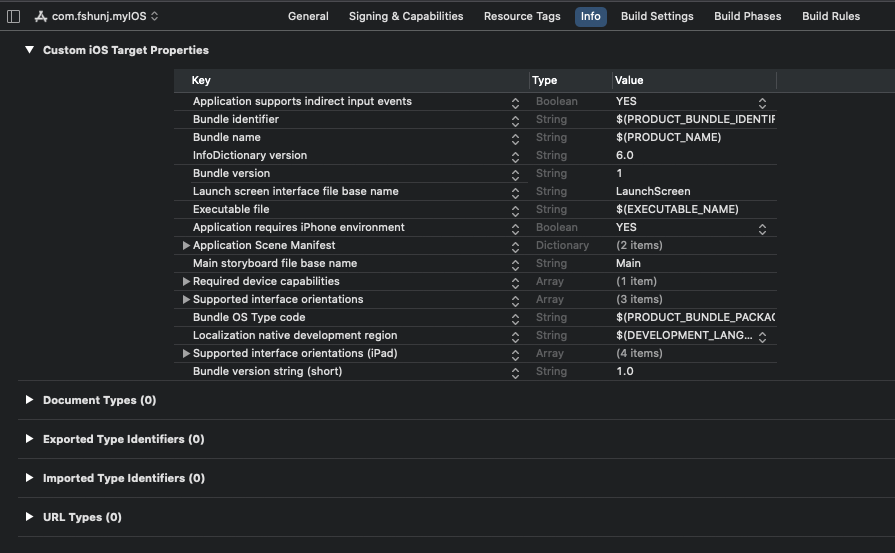 com.fshunj.myIOS General Signing & Capabilities Resource Tags Info Build Settings Build Phases Build Rules
Custom iOS Target Properties
Key Type Value
Application supports indirect input events Boolean YES
Bundle identifier String $(PRODUCT_BUNDLE_IDENTIF
Bundle name String $(PRODUCT_NAME)
InfoDictionary version String 6.0
Bundle version String 1
Launch screen interface file base name String LaunchScreen
Executable file String $(EXECUTABLE_NAME)
Application requires iPhone environment Boolean YES
Application Scene Manifest Dictionary (2 items)
Main storyboard file base name String Main
Required device capabilities Array (1 item)
Supported interface orientations Array (3 items)
Bundle OS Type code String $(PRODUCT_BUNDLE_PACKAG
Localization native development region String $(DEVELOPMENT_LANG...
Supported interface orientations (iPad) Array (4 items)
Bundle version string (short) String 1.0
Document Types (0)
Exported Type Identifiers (0)
Imported Type Identifiers (0)
URL Types (0)